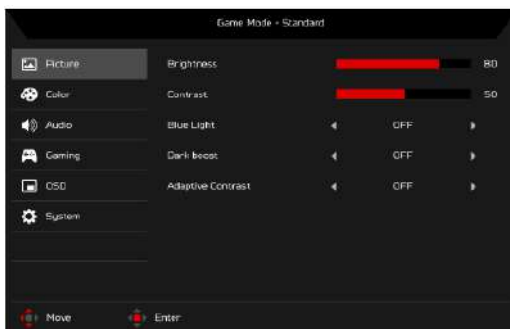 Game Mode - Standard
Picture
Brightness 80
Color
Contrast 50
Audio
Blue Light OFF
Gaming
Dark boost OFF
OSD
Adaptive Contrast OFF
System
Move Enter